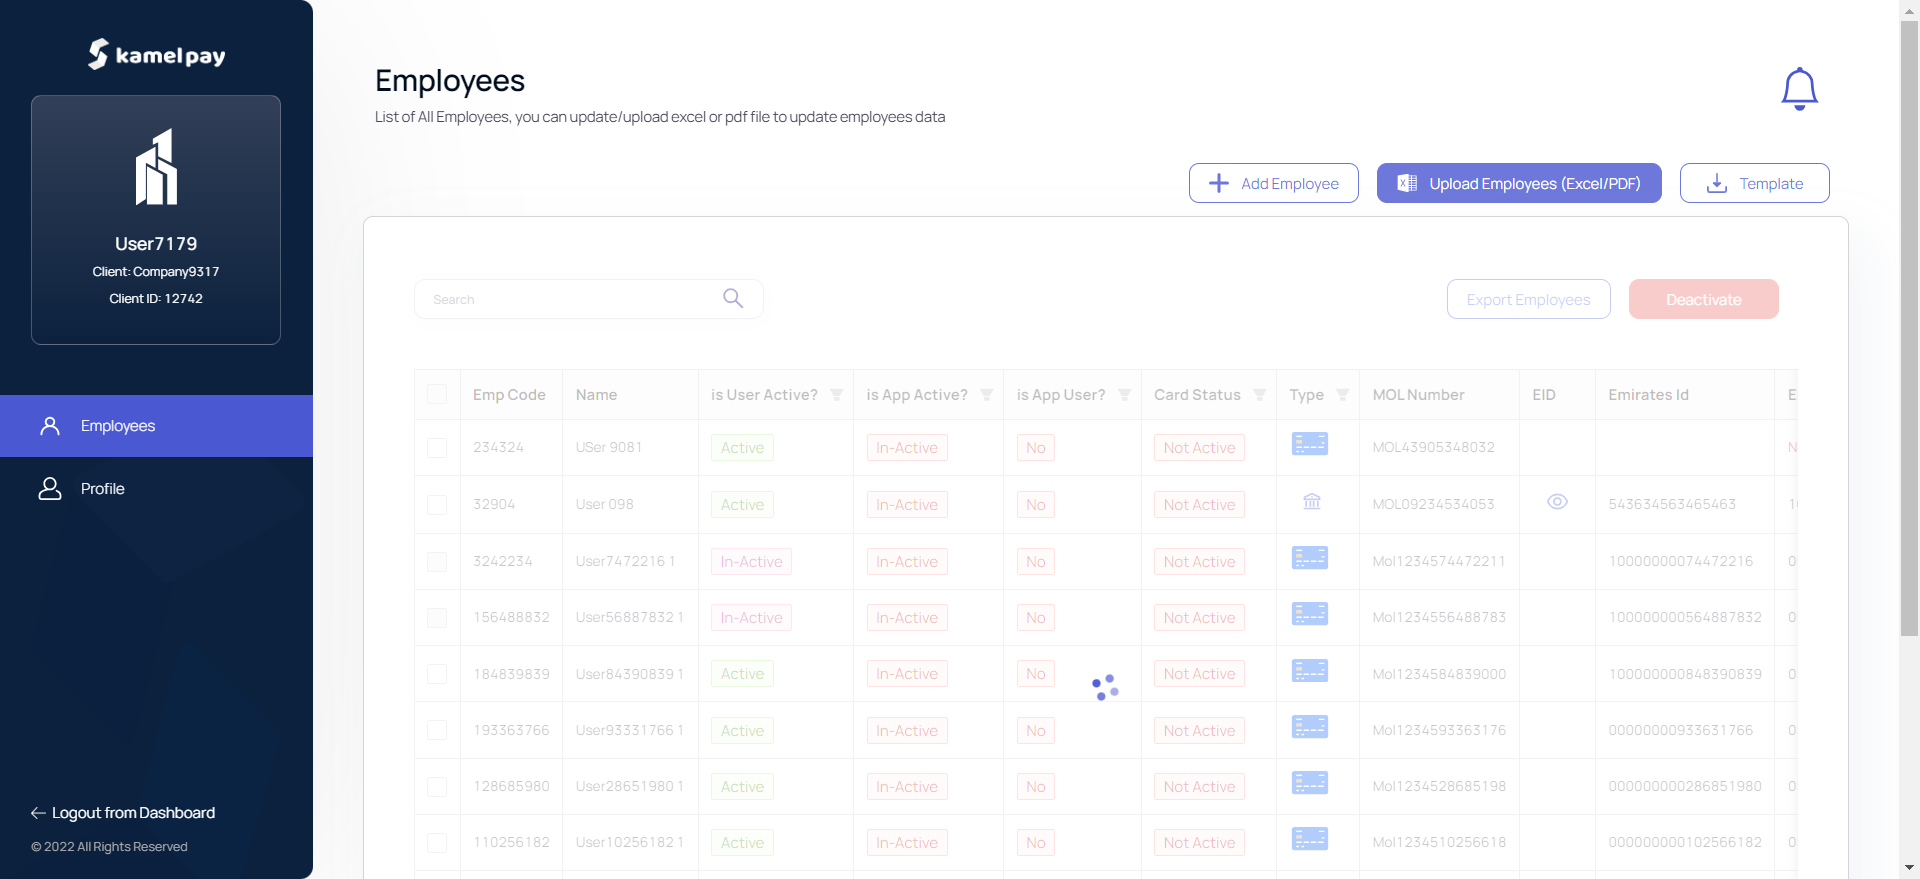 kamelpay
User7179
Client: Company9317
Client ID: 12742
Employees
Profile
Logout from Dashboard
© 2022 All Rights Reserved
Employees
List of All Employees, you can update/upload excel or pdf file to update employees data
Add Employee Upload Employees (Excel/PDF) Template
Search Export Employees Deactivate
Emp Code Name is User Active? is App Active? is App User? Card Status Type MOL Number EID Emirates Id E
234324 USer 9081 Active In-Active No Not Active MOL43905348032 N
32904 User 098 Active In-Active No Not Active MOL09234534053 543634563465463 1
3242234 User7472216 1 In-Active In-Active No Not Active Mol1234574472211 10000000074472216 0
156488832 User56887832 1 In-Active In-Active No Not Active Mol1234556488783 100000000564887832 0
184839839 User84390839 1 Active In-Active No Not Active Mol1234584839000 100000000848390839 0
193363766 User93331766 1 Active In-Active No Not Active Mol1234593363176 00000000933631766 0
128685980 User28651980 1 Active In-Active No Not Active Mol1234528685198 000000000286851980 0
110256182 User10256182 1 Active In-Active No Not Active Mol1234510256618 000000000102566182 0